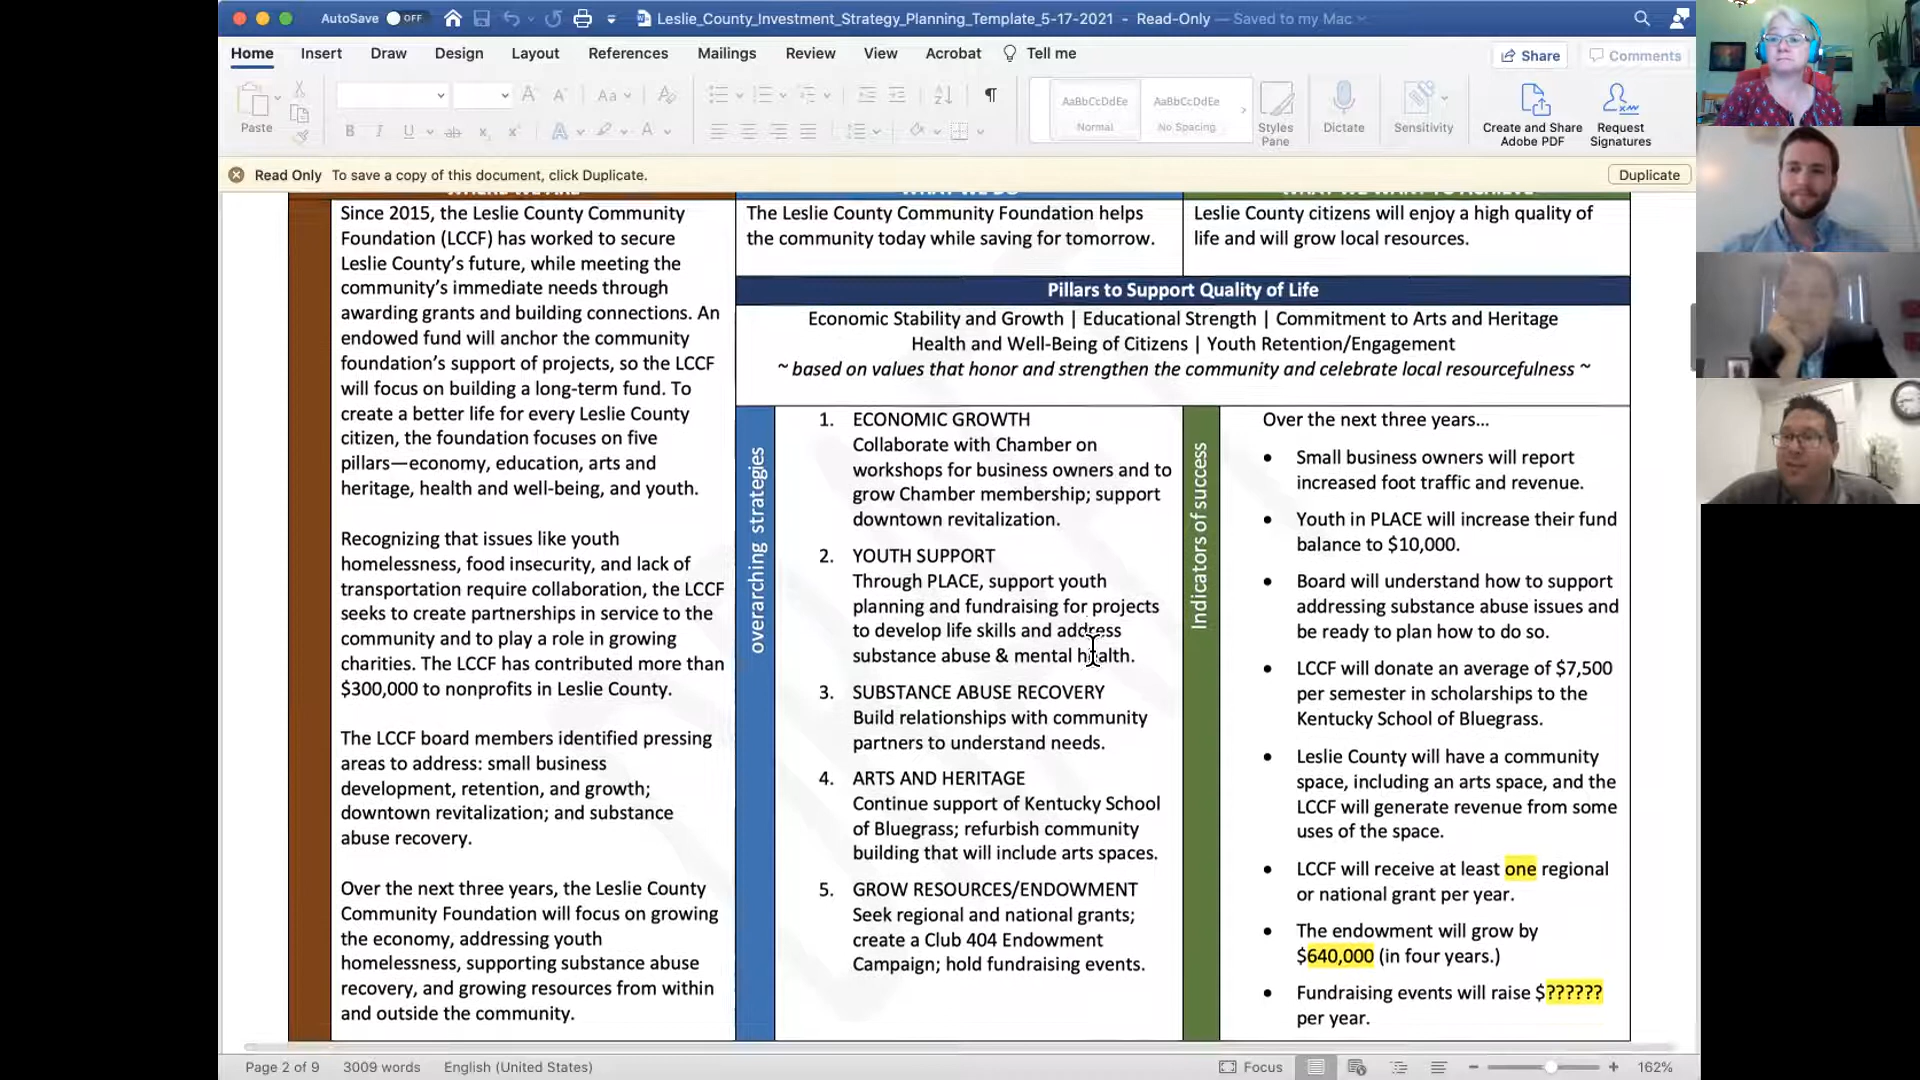 AutoSave OFF
Leslie_County_Investment_Strategy_Planning_Template_5-17-2021 - Read-Only — Saved to my Mac
Home Insert Draw Design Layout References Mailings Review View Acrobat Tell me
Share Comments
Paste
AaBbCcDdEe
Normal
AaBbCcDdEe
No Spacing
Styles
Pane
Dictate
Sensitivity
Create and Share
Adobe PDF
Request
Signatures
Read Only To save a copy of this document, click Duplicate.
Duplicate
Since 2015, the Leslie County Community
Foundation (LCCF) has worked to secure
Leslie County’s future, while meeting the
community’s immediate needs through
awarding grants and building connections. An
endowed fund will anchor the community
foundation’s support of projects, so the LCCF
will focus on building a long-term fund. To
create a better life for every Leslie County
citizen, the foundation focuses on five
pillars—economy, education, arts and
heritage, health and well-being, and youth.
Recognizing that issues like youth
homelessness, food insecurity, and lack of
transportation require collaboration, the LCCF
seeks to create partnerships in service to the
community and to play a role in growing
charities. The LCCF has contributed more than
$300,000 to nonprofits in Leslie County.
The LCCF board members identified pressing
areas to address: small business
development, retention, and growth;
downtown revitalization; and substance
abuse recovery.
Over the next three years, the Leslie County
Community Foundation will focus on growing
the economy, addressing youth
homelessness, supporting substance abuse
recovery, and growing resources from within
and outside the community.
The Leslie County Community Foundation helps
the community today while saving for tomorrow.
Leslie County citizens will enjoy a high quality of
life and will grow local resources.
Pillars to Support Quality of Life
Economic Stability and Growth | Educational Strength | Commitment to Arts and Heritage
Health and Well-Being of Citizens | Youth Retention/Engagement
~ based on values that honor and strengthen the community and celebrate local resourcefulness ~
overarching strategies
1. ECONOMIC GROWTH
Collaborate with Chamber on
workshops for business owners and to
grow Chamber membership; support
downtown revitalization.
2. YOUTH SUPPORT
Through PLACE, support youth
planning and fundraising for projects
to develop life skills and address
substance abuse & mental health.
3. SUBSTANCE ABUSE RECOVERY
Build relationships with community
partners to understand needs.
4. ARTS AND HERITAGE
Continue support of Kentucky School
of Bluegrass; refurbish community
building that will include arts spaces.
5. GROW RESOURCES/ENDOWMENT
Seek regional and national grants;
create a Club 404 Endowment
Campaign; hold fundraising events.
Indicators of success
Over the next three years…
• Small business owners will report
increased foot traffic and revenue.
• Youth in PLACE will increase their fund
balance to $10,000.
• Board will understand how to support
addressing substance abuse issues and
be ready to plan how to do so.
• LCCF will donate an average of $7,500
per semester in scholarships to the
Kentucky School of Bluegrass.
• Leslie County will have a community
space, including an arts space, and the
LCCF will generate revenue from some
uses of the space.
• LCCF will receive at least one regional
or national grant per year.
• The endowment will grow by
$640,000 (in four years.)
• Fundraising events will raise $??????
per year.
Page 2 of 9 3009 words English (United States)
Focus 162%